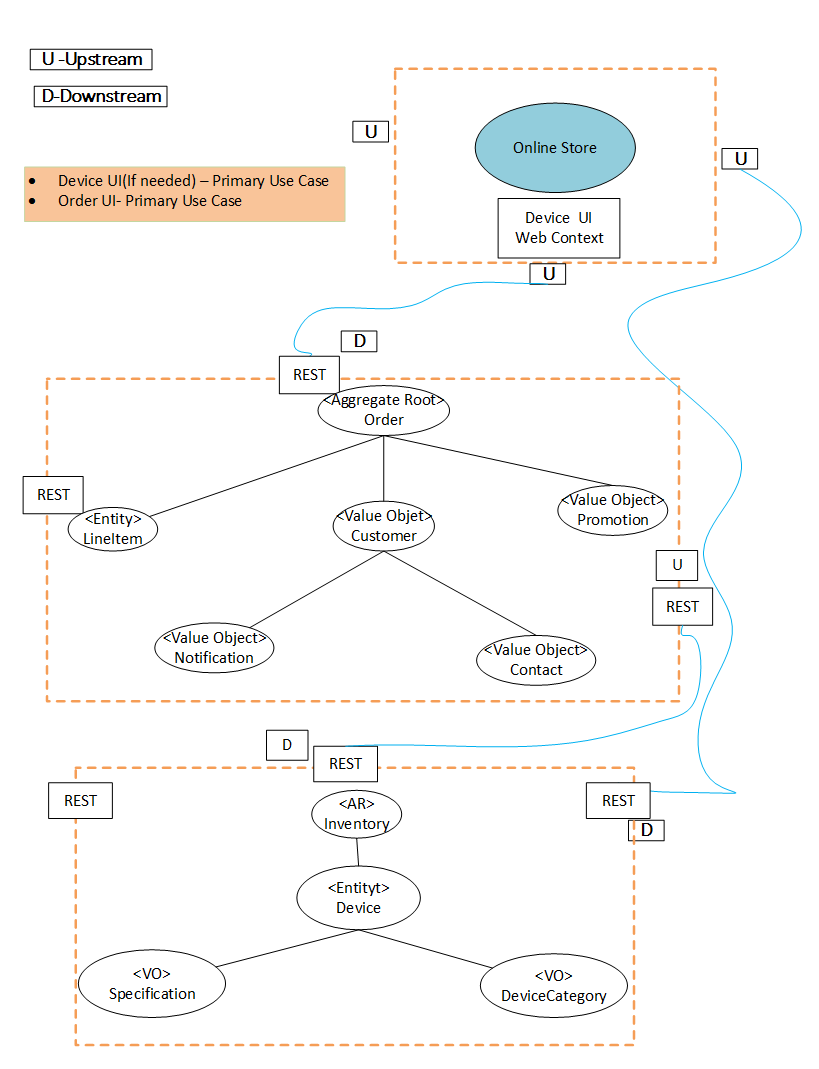 U -Upstream
D-Downstream
U
Online Store
U
• Device UI(If needed) – Primary Use Case
• Order UI- Primary Use Case
Device UI
Web Context
U
D
REST
<Aggregate Root>
Order
REST
<Entity>
LineItem
<Value Objet>
Customer
<Value Object>
Promotion
U
REST
<Value Object>
Notification
<Value Object>
Contact
D
REST
REST
REST
D
<AR>
Inventory
<Entityt>
Device
<VO>
Specification
<VO>
DeviceCategory